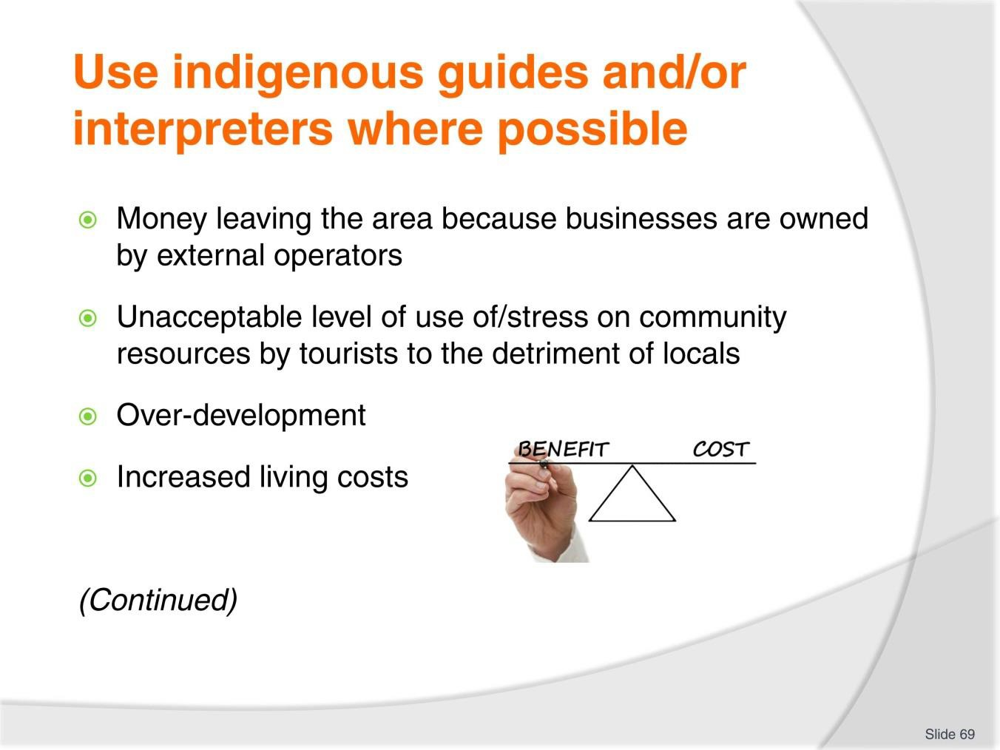 Use indigenous guides and/or
interpreters where possible
Money leaving the area because businesses are owned
by external operators
Unacceptable level of use of/stress on community
resources by tourists to the detriment of locals
Over-development
Increased living costs
BENEFIT COST
(Continued)
Slide 69